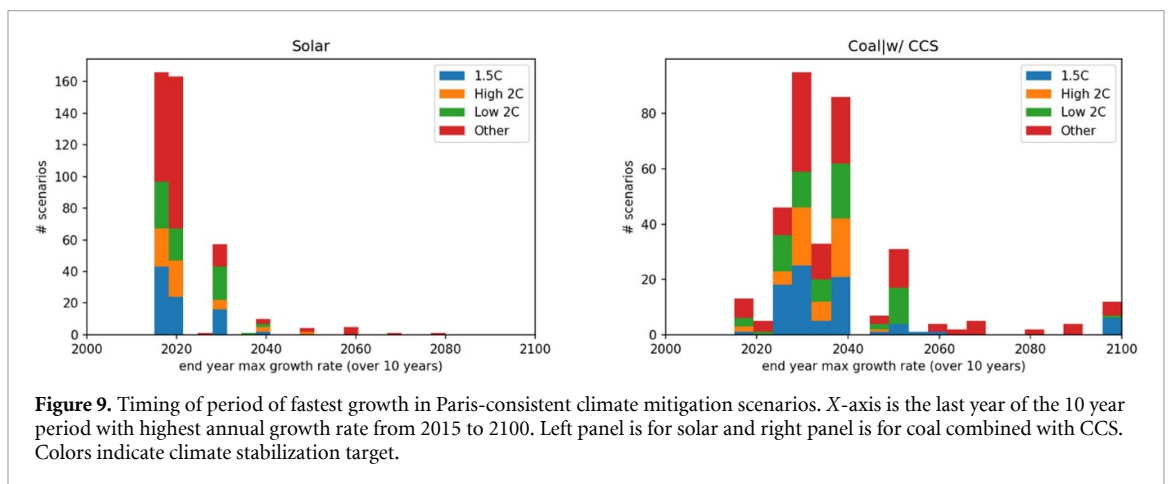 Solar
160
140
120
100
80
60
40
20
0
# scenarios
1.5C
High 2C
Low 2C
Other
2000 2020 2040 2060 2080 2100
end year max growth rate (over 10 years)
Coal|w/ CCS
80
60
40
20
0
# scenarios
1.5C
High 2C
Low 2C
Other
2000 2020 2040 2060 2080 2100
end year max growth rate (over 10 years)
Figure 9. Timing of period of fastest growth in Paris-consistent climate mitigation scenarios. X-axis is the last year of the 10 year
period with highest annual growth rate from 2015 to 2100. Left panel is for solar and right panel is for coal combined with CCS.
Colors indicate climate stabilization target.